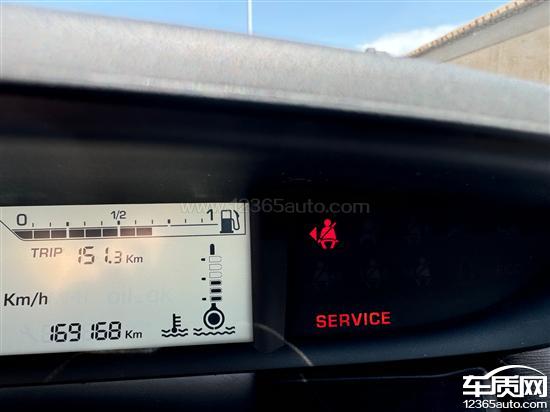 www.12365auto.com
0 1/2 1
TRIP 151.3 Km
Km/h
169168 Km
SERVICE
车质网
12365auto.com